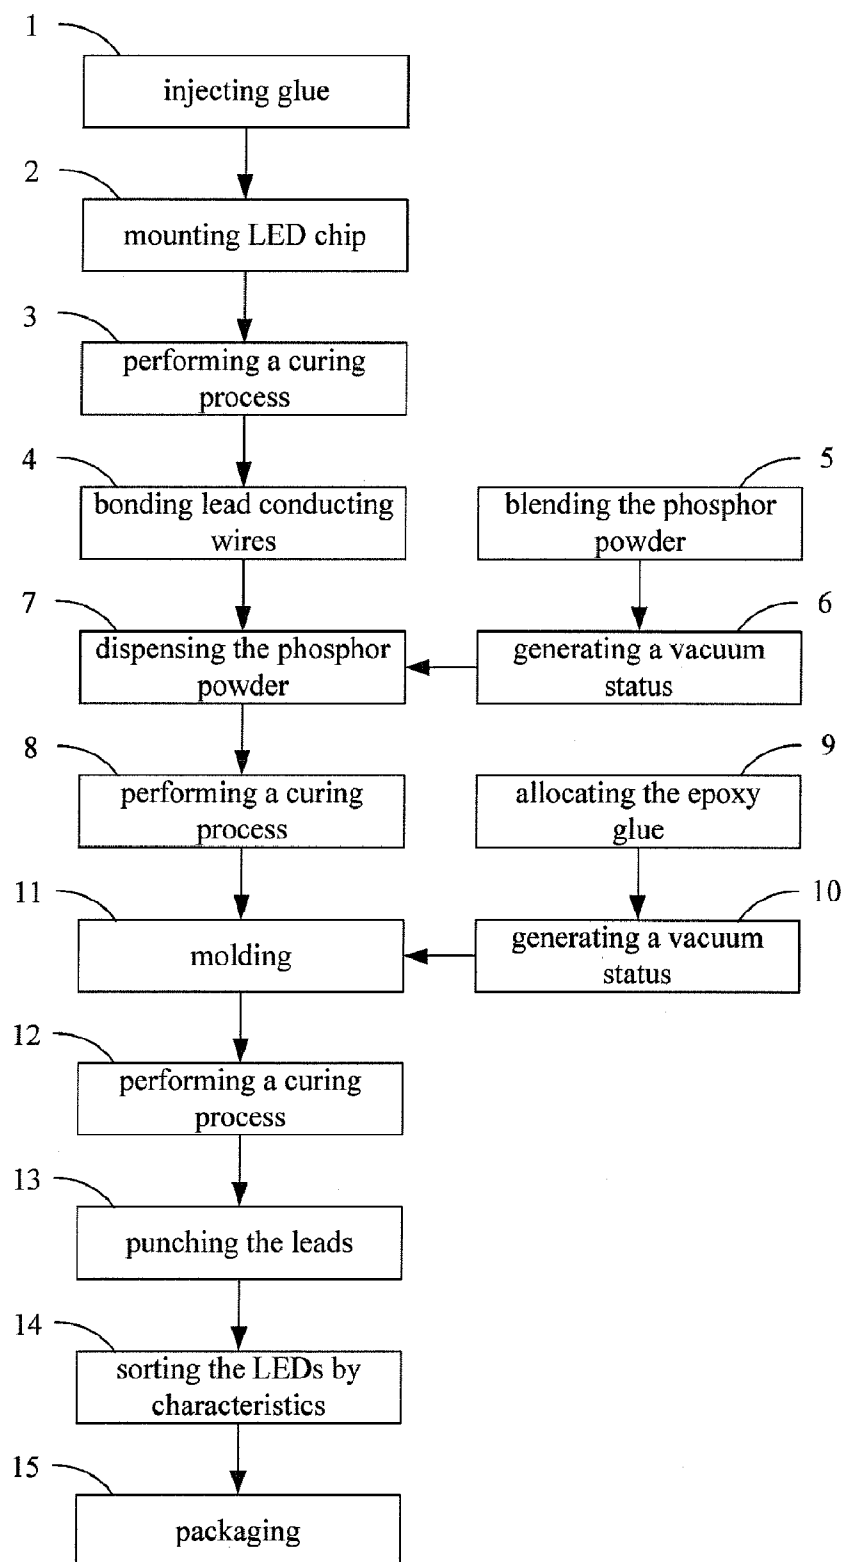 1
injecting glue
2
mounting LED chip
3
performing a curing
process
4
bonding lead conducting
wires
5
blending the phosphor
powder
7
dispensing the phosphor
powder
6
generating a vacuum
status
8
performing a curing
process
9
allocating the epoxy
glue
11
molding
10
generating a vacuum
status
12
performing a curing
process
13
punching the leads
14
sorting the LEDs by
characteristics
15
packaging